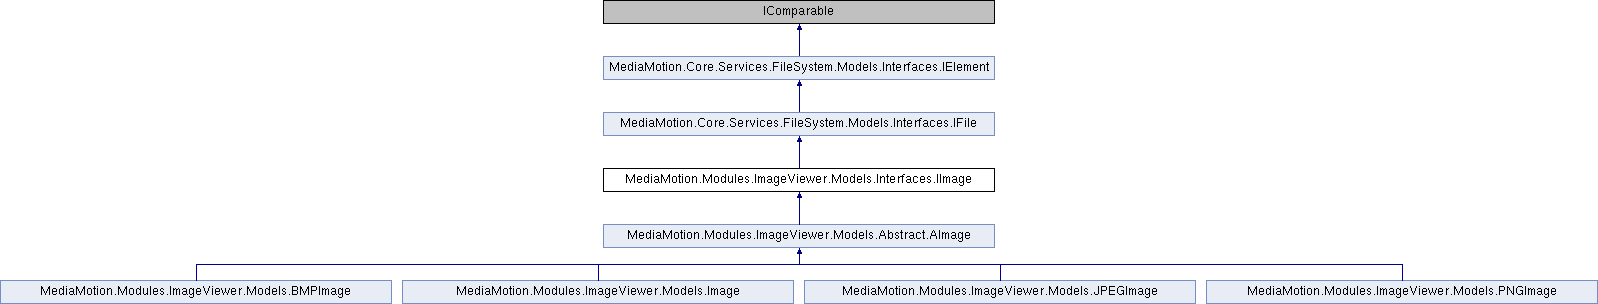 IComparable
MediaMotion.Core.Services.FileSystem.Models.Interfaces.IElement
MediaMotion.Core.Services.FileSystem.Models.Interfaces.IFile
MediaMotion.Modules.ImageViewer.Models.Interfaces.IImage
MediaMotion.Modules.ImageViewer.Models.Abstract.AImage
MediaMotion.Modules.ImageViewer.Models.BMPImage
MediaMotion.Modules.ImageViewer.Models.Image
MediaMotion.Modules.ImageViewer.Models.JPEGImage
MediaMotion.Modules.ImageViewer.Models.PNGImage